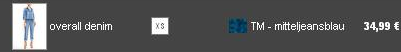 overall denim XS TM - mitteljeansblau 34,99 €